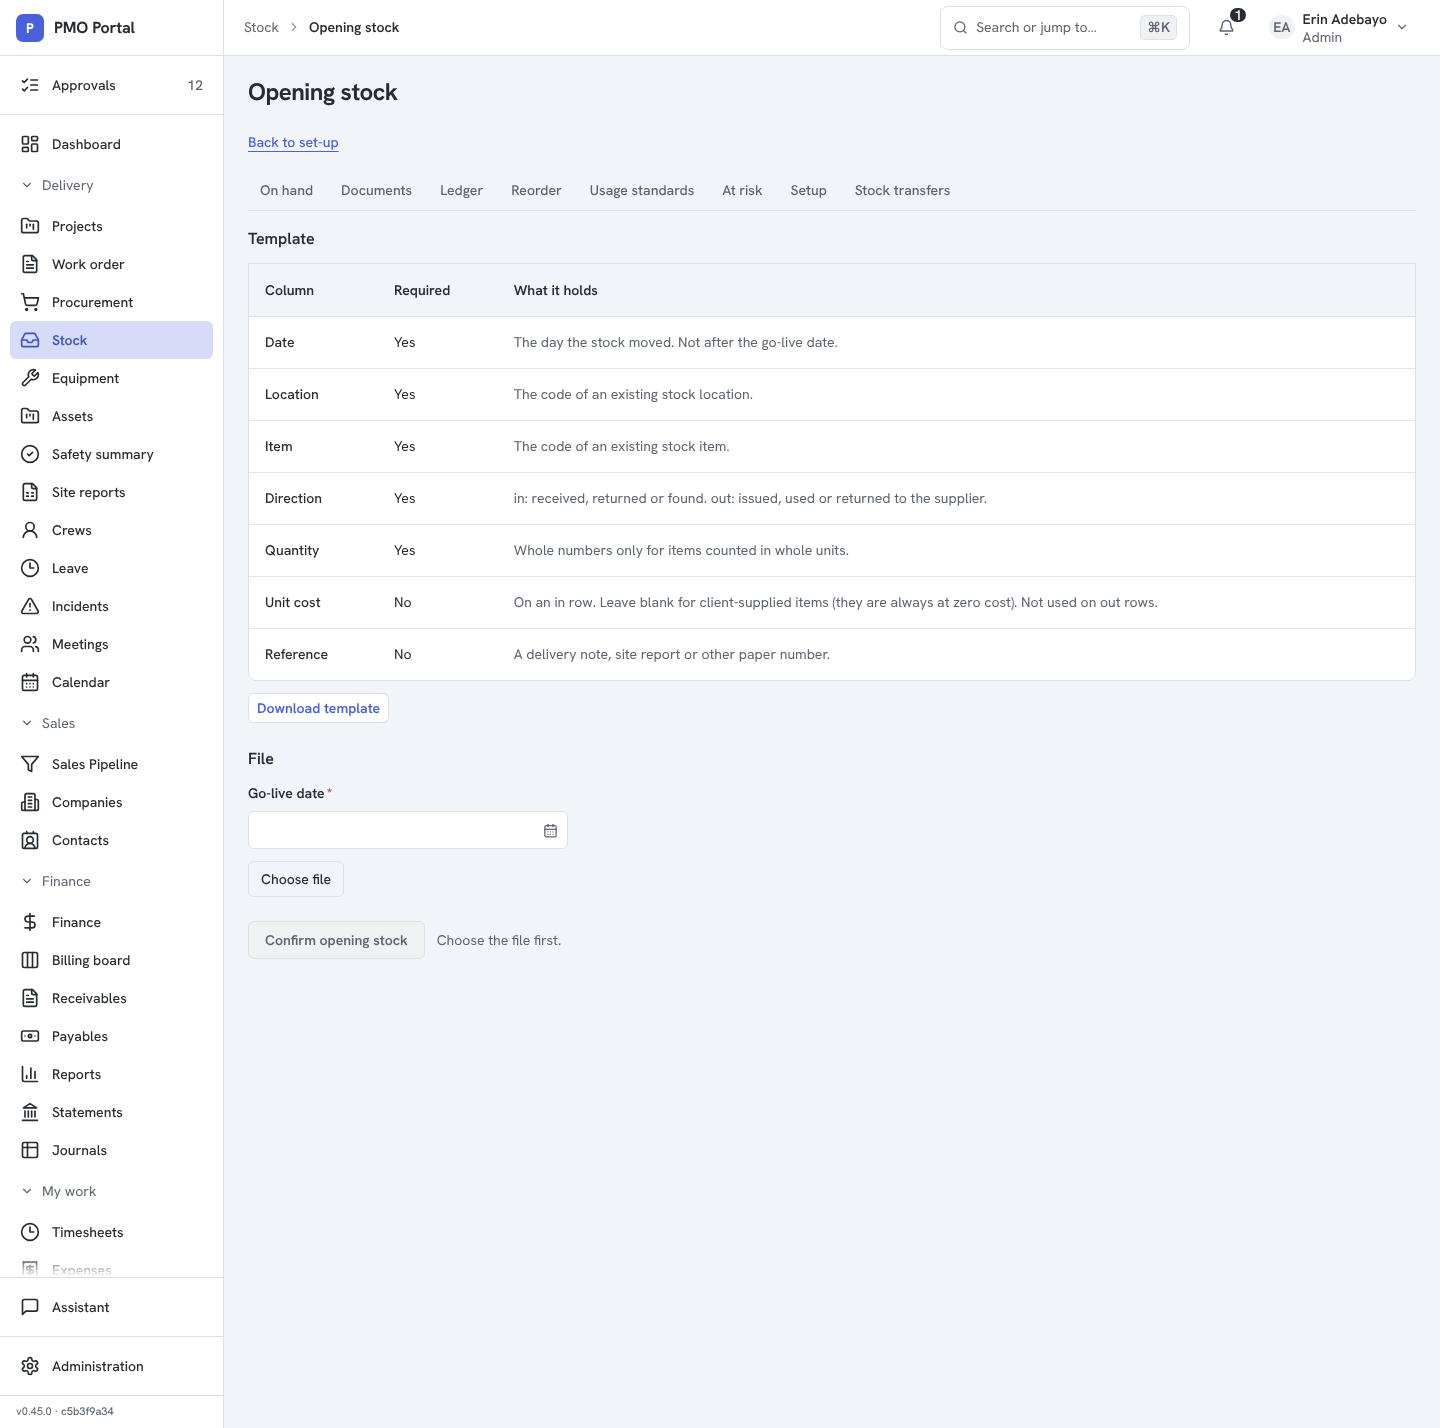 P PMO Portal
Stock > Opening stock
Search or jump to... ⌘K
1
EA Erin Adebayo
Admin
Approvals 12
Dashboard
Delivery
Projects
Work order
Procurement
Stock
Equipment
Assets
Safety summary
Site reports
Crews
Leave
Incidents
Meetings
Calendar
Sales
Sales Pipeline
Companies
Contacts
Finance
Finance
Billing board
Receivables
Payables
Reports
Statements
Journals
My work
Timesheets
Expenses
Assistant
Administration
v0.45.0 · c5b3f9a34
Opening stock
Back to set-up
On hand Documents Ledger Reorder Usage standards At risk Setup Stock transfers
Template
Column Required What it holds
Date Yes The day the stock moved. Not after the go-live date.
Location Yes The code of an existing stock location.
Item Yes The code of an existing stock item.
Direction Yes in: received, returned or found. out: issued, used or returned to the supplier.
Quantity Yes Whole numbers only for items counted in whole units.
Unit cost No On an in row. Leave blank for client-supplied items (they are always at zero cost). Not used on out rows.
Reference No A delivery note, site report or other paper number.
Download template
File
Go-live date *
Choose file
Confirm opening stock Choose the file first.